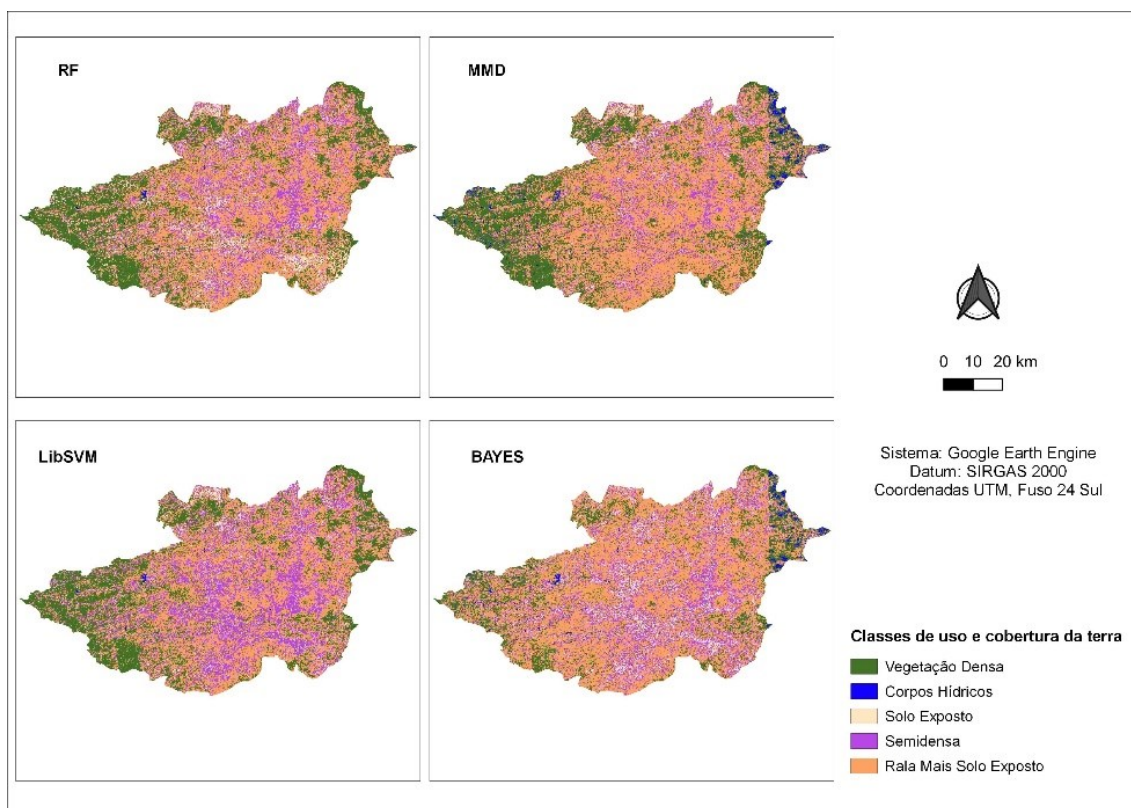 RF
MMD
LibSVM
BAYES
0 10 20 km
Sistema: Google Earth Engine
Datum: SIRGAS 2000
Coordenadas UTM, Fuso 24 Sul
Classes de uso e cobertura da terra
Vegetação Densa
Corpos Hídricos
Solo Exposto
Semidensa
Rala Mais Solo Exposto